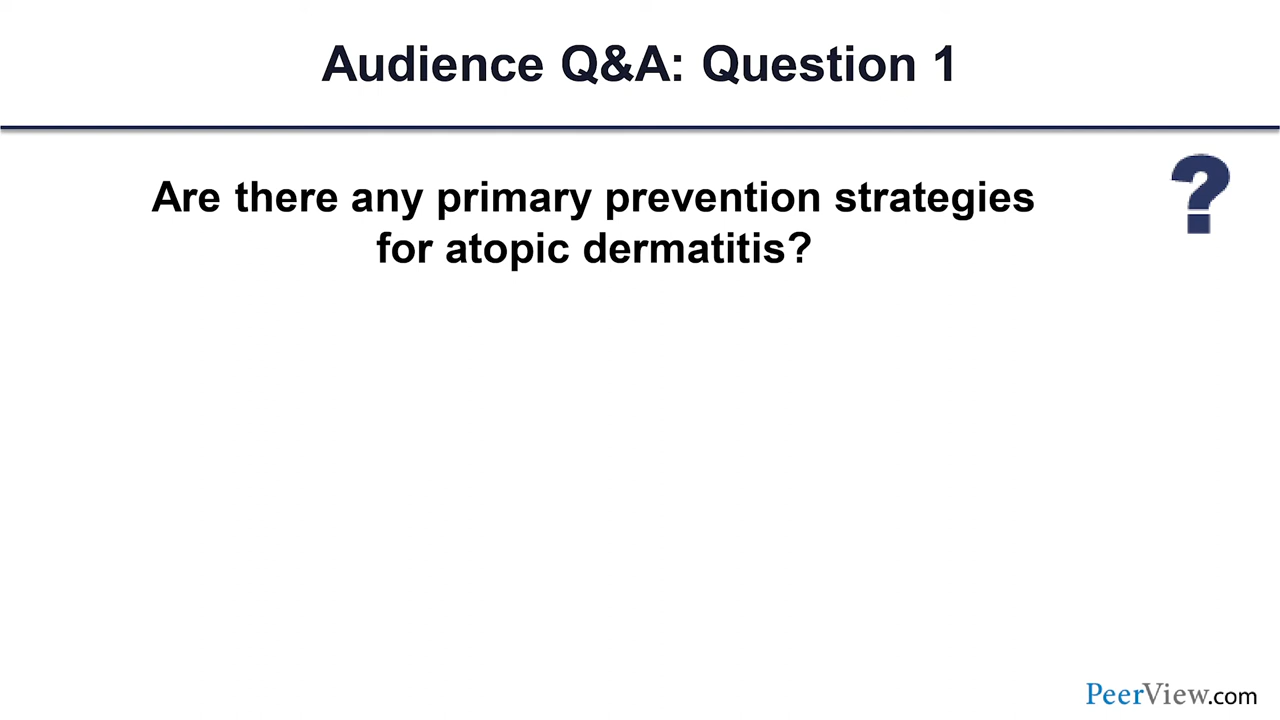 Audience Q&A: Question 1
Are there any primary prevention strategies
for atopic dermatitis?
?
PeerView.com